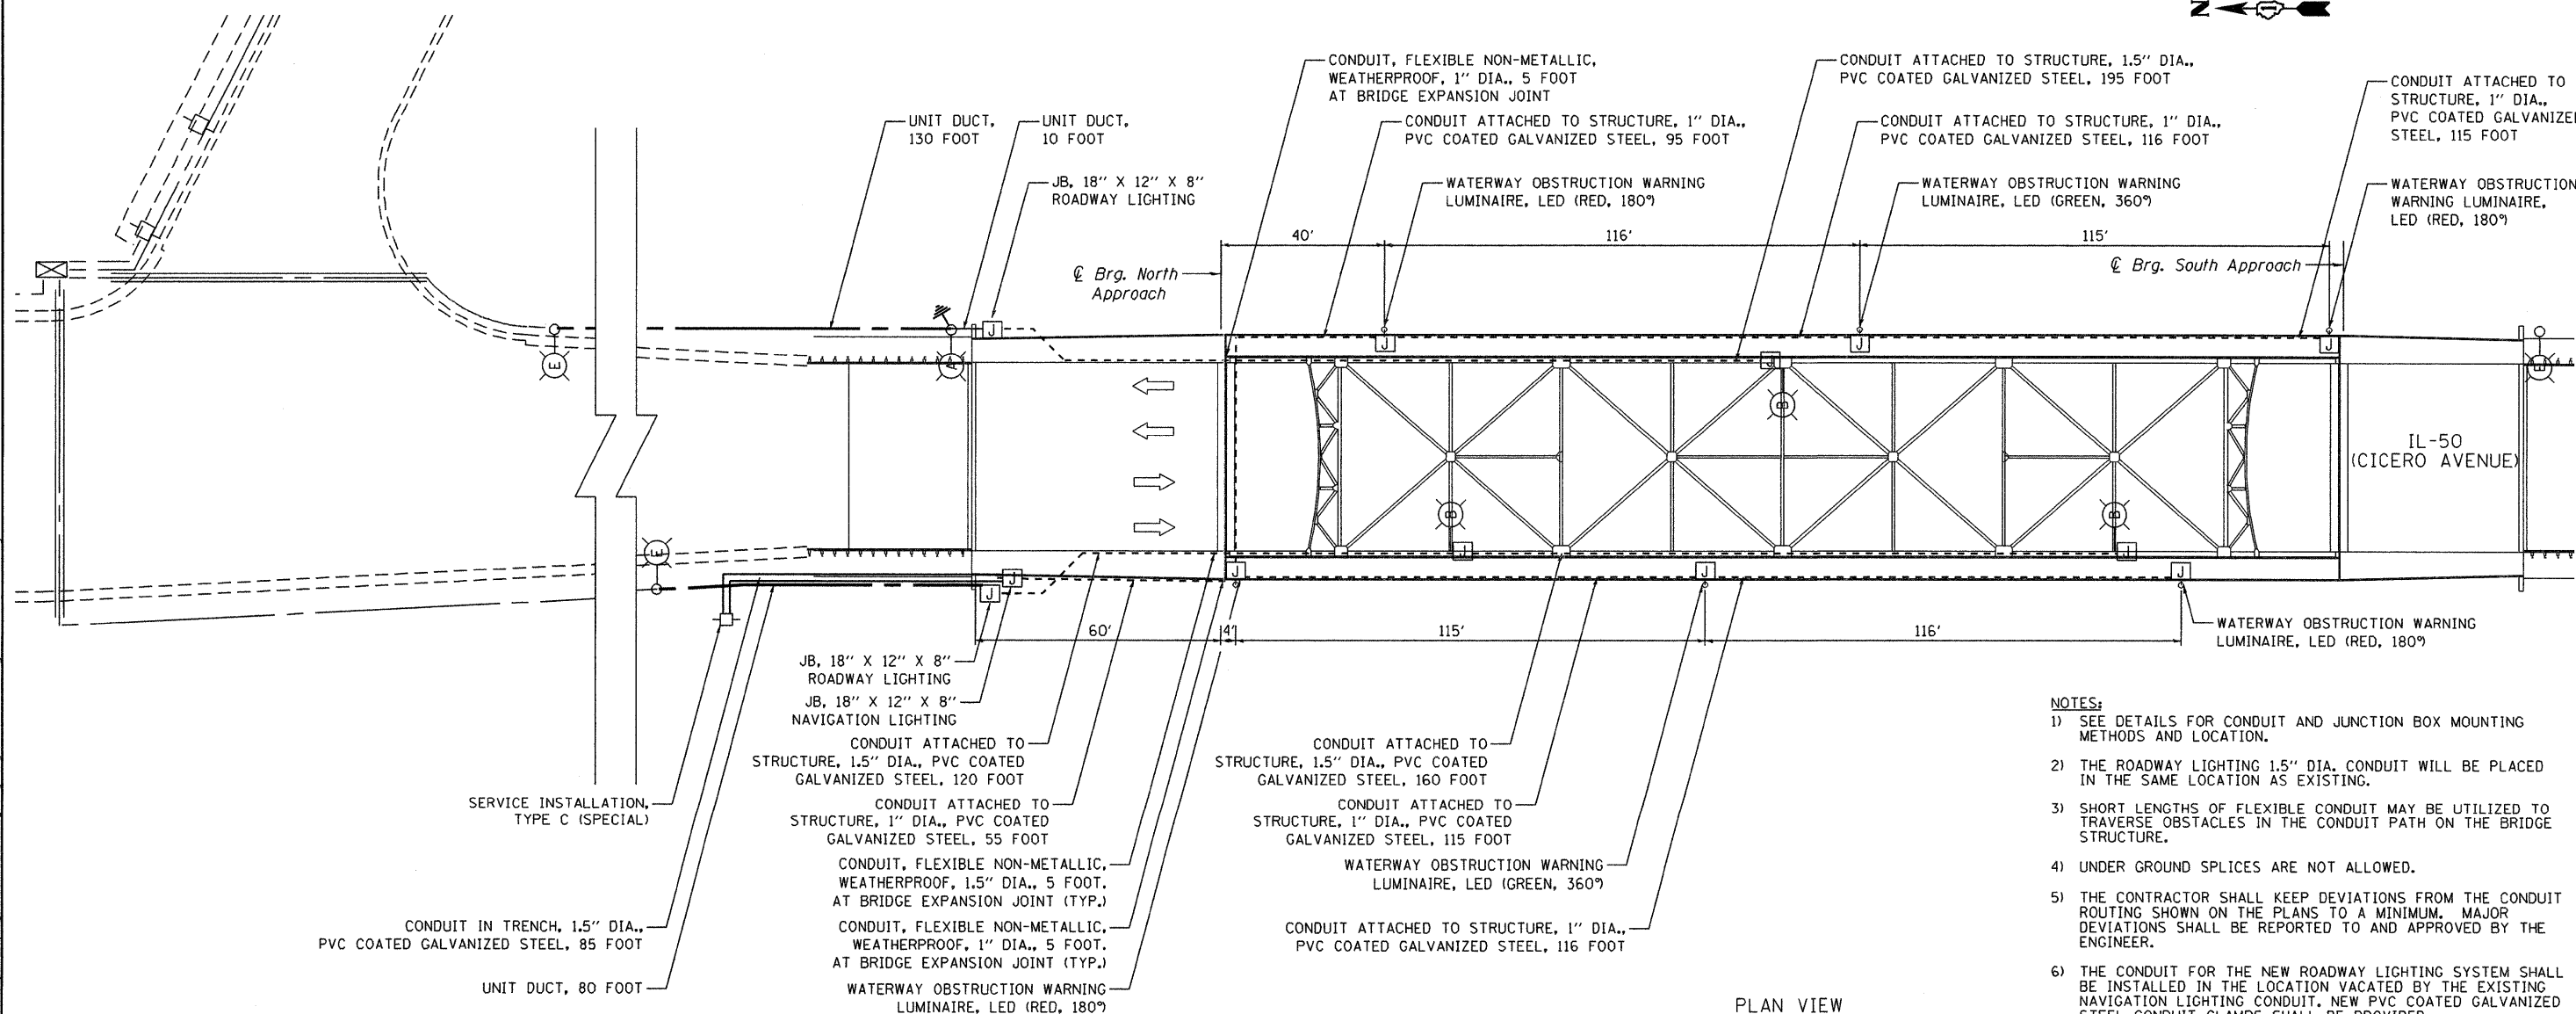 N
CONDUIT, FLEXIBLE NON-METALLIC,
WEATHERPROOF, 1" DIA., 5 FOOT
AT BRIDGE EXPANSION JOINT
CONDUIT ATTACHED TO STRUCTURE, 1.5" DIA.,
PVC COATED GALVANIZED STEEL, 195 FOOT
CONDUIT ATTACHED TO
STRUCTURE, 1" DIA.,
PVC COATED GALVANIZED
STEEL, 115 FOOT
UNIT DUCT,
130 FOOT
UNIT DUCT,
10 FOOT
CONDUIT ATTACHED TO STRUCTURE, 1" DIA.,
PVC COATED GALVANIZED STEEL, 95 FOOT
CONDUIT ATTACHED TO STRUCTURE, 1" DIA.,
PVC COATED GALVANIZED STEEL, 116 FOOT
JB, 18" X 12" X 8"
ROADWAY LIGHTING
WATERWAY OBSTRUCTION WARNING
LUMINAIRE, LED (RED, 180°)
WATERWAY OBSTRUCTION WARNING
LUMINAIRE, LED (GREEN, 360°)
WATERWAY OBSTRUCTION
WARNING LUMINAIRE,
LED (RED, 180°)
40'
116'
115'
℄ Brg. North
Approach
℄ Brg. South Approach
J
J
J
J
E
A
J
E
B
IL-50
(CICERO AVENUE)
B
B
E
J
J
J
J
J
J
J
60'
4'
115'
116'
WATERWAY OBSTRUCTION WARNING
LUMINAIRE, LED (RED, 180°)
JB, 18" X 12" X 8"
ROADWAY LIGHTING
JB, 18" X 12" X 8"
NAVIGATION LIGHTING
CONDUIT ATTACHED TO
STRUCTURE, 1.5" DIA., PVC COATED
GALVANIZED STEEL, 120 FOOT
CONDUIT ATTACHED TO
STRUCTURE, 1.5" DIA., PVC COATED
GALVANIZED STEEL, 160 FOOT
SERVICE INSTALLATION,
TYPE C (SPECIAL)
CONDUIT ATTACHED TO
STRUCTURE, 1" DIA., PVC COATED
GALVANIZED STEEL, 55 FOOT
CONDUIT ATTACHED TO
STRUCTURE, 1" DIA., PVC COATED
GALVANIZED STEEL, 115 FOOT
CONDUIT, FLEXIBLE NON-METALLIC,
WEATHERPROOF, 1.5" DIA., 5 FOOT.
AT BRIDGE EXPANSION JOINT (TYP.)
WATERWAY OBSTRUCTION WARNING
LUMINAIRE, LED (GREEN, 360°)
CONDUIT IN TRENCH, 1.5" DIA.,
PVC COATED GALVANIZED STEEL, 85 FOOT
CONDUIT, FLEXIBLE NON-METALLIC,
WEATHERPROOF, 1" DIA., 5 FOOT.
AT BRIDGE EXPANSION JOINT (TYP.)
CONDUIT ATTACHED TO STRUCTURE, 1" DIA.,
PVC COATED GALVANIZED STEEL, 116 FOOT
UNIT DUCT, 80 FOOT
WATERWAY OBSTRUCTION WARNING
LUMINAIRE, LED (RED, 180°)
PLAN VIEW
NOTES:
1) SEE DETAILS FOR CONDUIT AND JUNCTION BOX MOUNTING
METHODS AND LOCATION.
2) THE ROADWAY LIGHTING 1.5" DIA. CONDUIT WILL BE PLACED
IN THE SAME LOCATION AS EXISTING.
3) SHORT LENGTHS OF FLEXIBLE CONDUIT MAY BE UTILIZED TO
TRAVERSE OBSTACLES IN THE CONDUIT PATH ON THE BRIDGE
STRUCTURE.
4) UNDER GROUND SPLICES ARE NOT ALLOWED.
5) THE CONTRACTOR SHALL KEEP DEVIATIONS FROM THE CONDUIT
ROUTING SHOWN ON THE PLANS TO A MINIMUM. MAJOR
DEVIATIONS SHALL BE REPORTED TO AND APPROVED BY THE
ENGINEER.
6) THE CONDUIT FOR THE NEW ROADWAY LIGHTING SYSTEM SHALL
BE INSTALLED IN THE LOCATION VACATED BY THE EXISTING
NAVIGATION LIGHTING CONDUIT. NEW PVC COATED GALVANIZED
STEEL CONDUIT CLAMPS SHALL BE PROVIDED